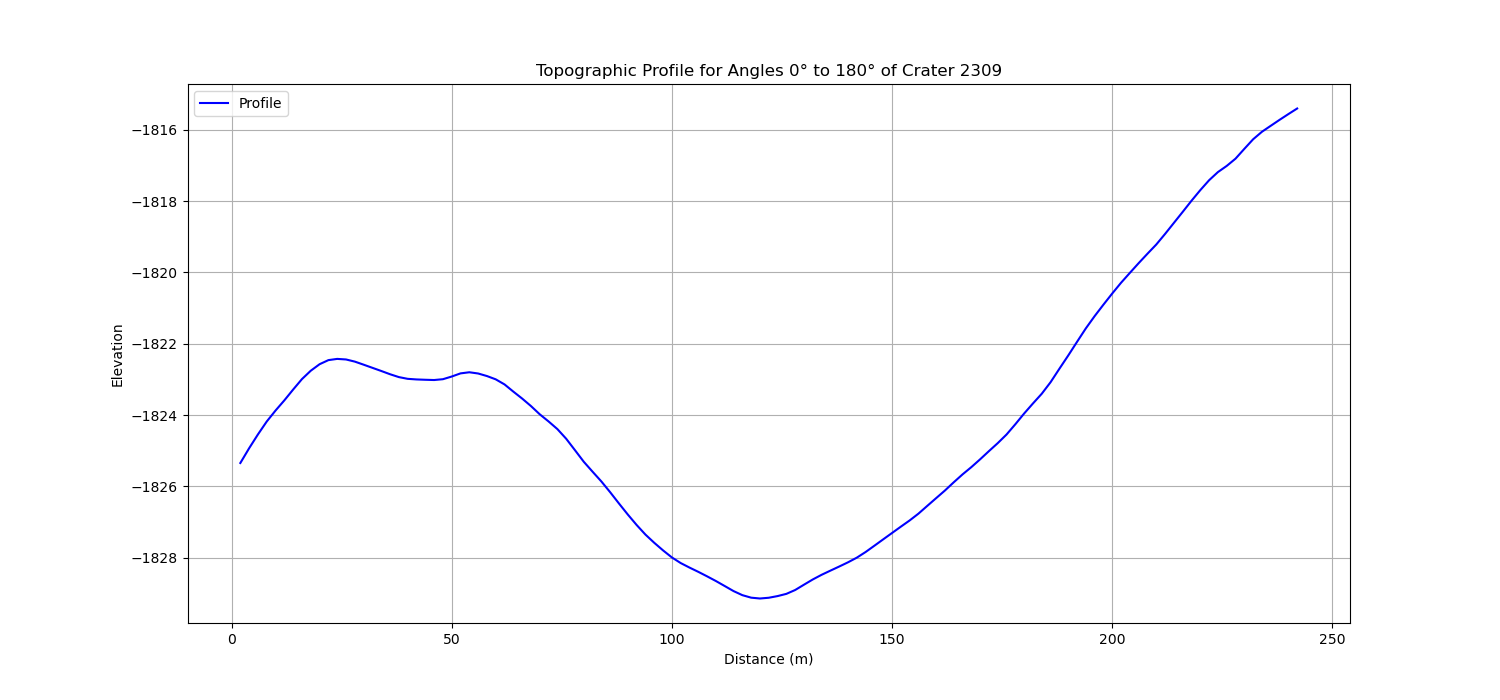 Topographic Profile for Angles 0° to 180° of Crater 2309
Profile
−1816
−1818
−1820
−1822
−1824
−1826
−1828
Elevation
0 50 100 150 200 250
Distance (m)